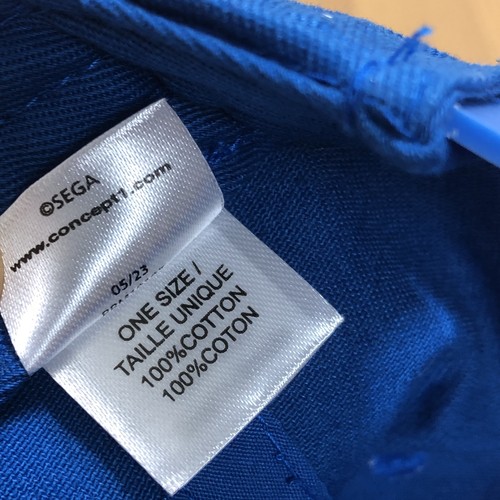 ©SEGA
www.concept1.com
05/23
ONE SIZE /
TAILLE UNIQUE
100%COTTON
100%COTON